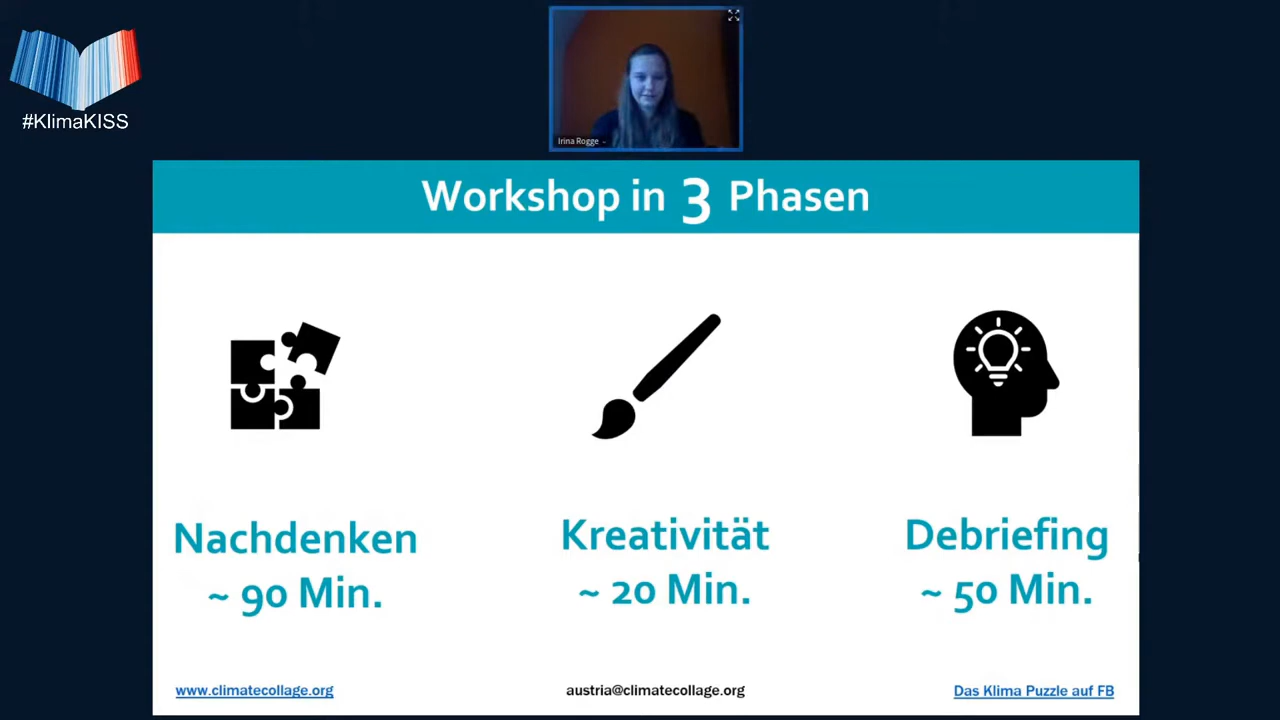 #KlimaKISS
Irina Rogge
Workshop in 3 Phasen
Nachdenken
~ 90 Min.
Kreativität
~ 20 Min.
Debriefing
~ 50 Min.
www.climatecollage.org
austria@climatecollage.org
Das Klima Puzzle auf FB